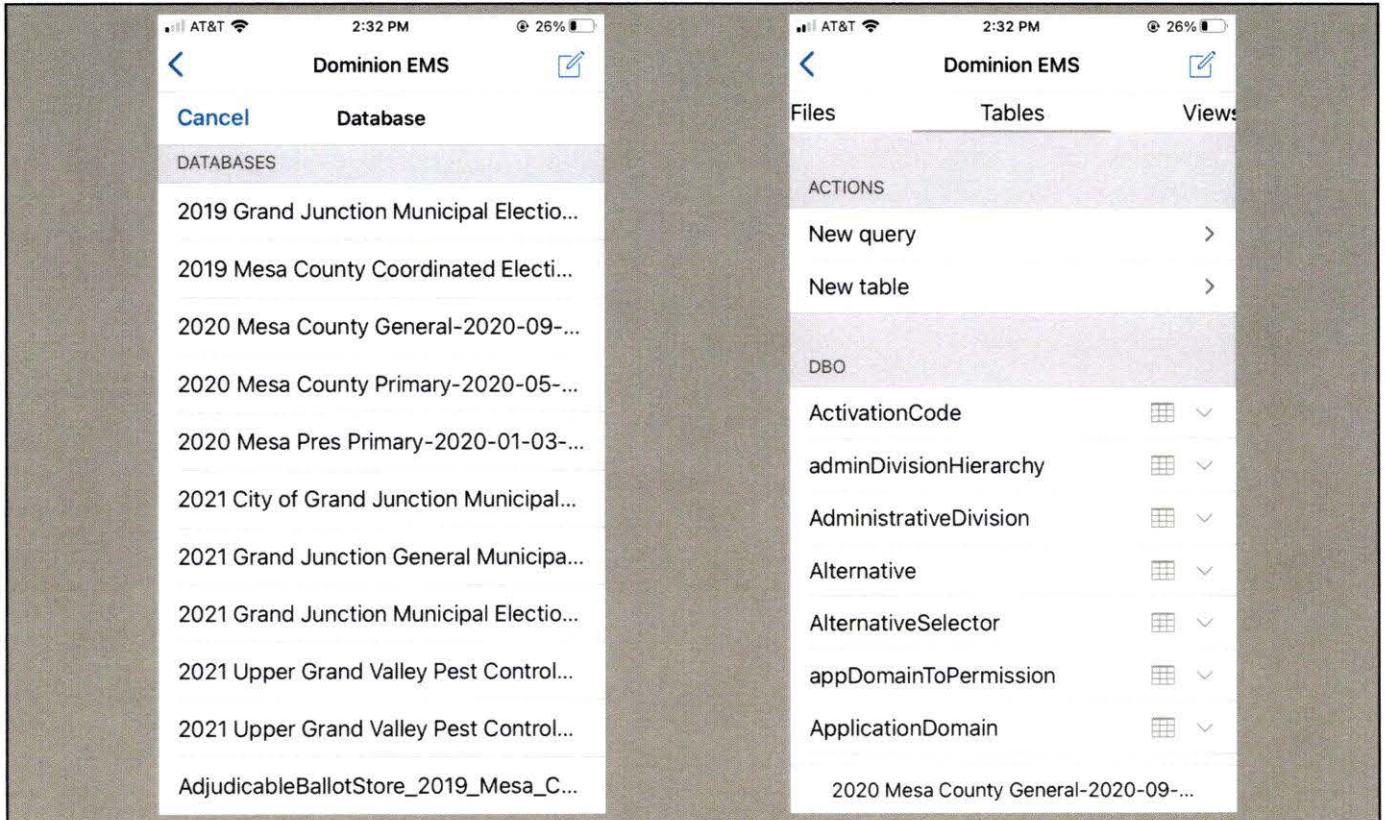 AT&T 2:32 PM 26%
Dominion EMS
Cancel Database
DATABASES
2019 Grand Junction Municipal Electio...
2019 Mesa County Coordinated Electi...
2020 Mesa County General-2020-09-...
2020 Mesa County Primary-2020-05-...
2020 Mesa Pres Primary-2020-01-03-...
2021 City of Grand Junction Municipal...
2021 Grand Junction General Municipa...
2021 Grand Junction Municipal Electio...
2021 Upper Grand Valley Pest Control...
2021 Upper Grand Valley Pest Control...
AdjudicableBallotStore_2019_Mesa_C...
AT&T 2:32 PM 26%
Dominion EMS
Files Tables Views
ACTIONS
New query
New table
DBO
ActivationCode
adminDivisionHierarchy
AdministrativeDivision
Alternative
AlternativeSelector
appDomainToPermission
ApplicationDomain
2020 Mesa County General-2020-09-...